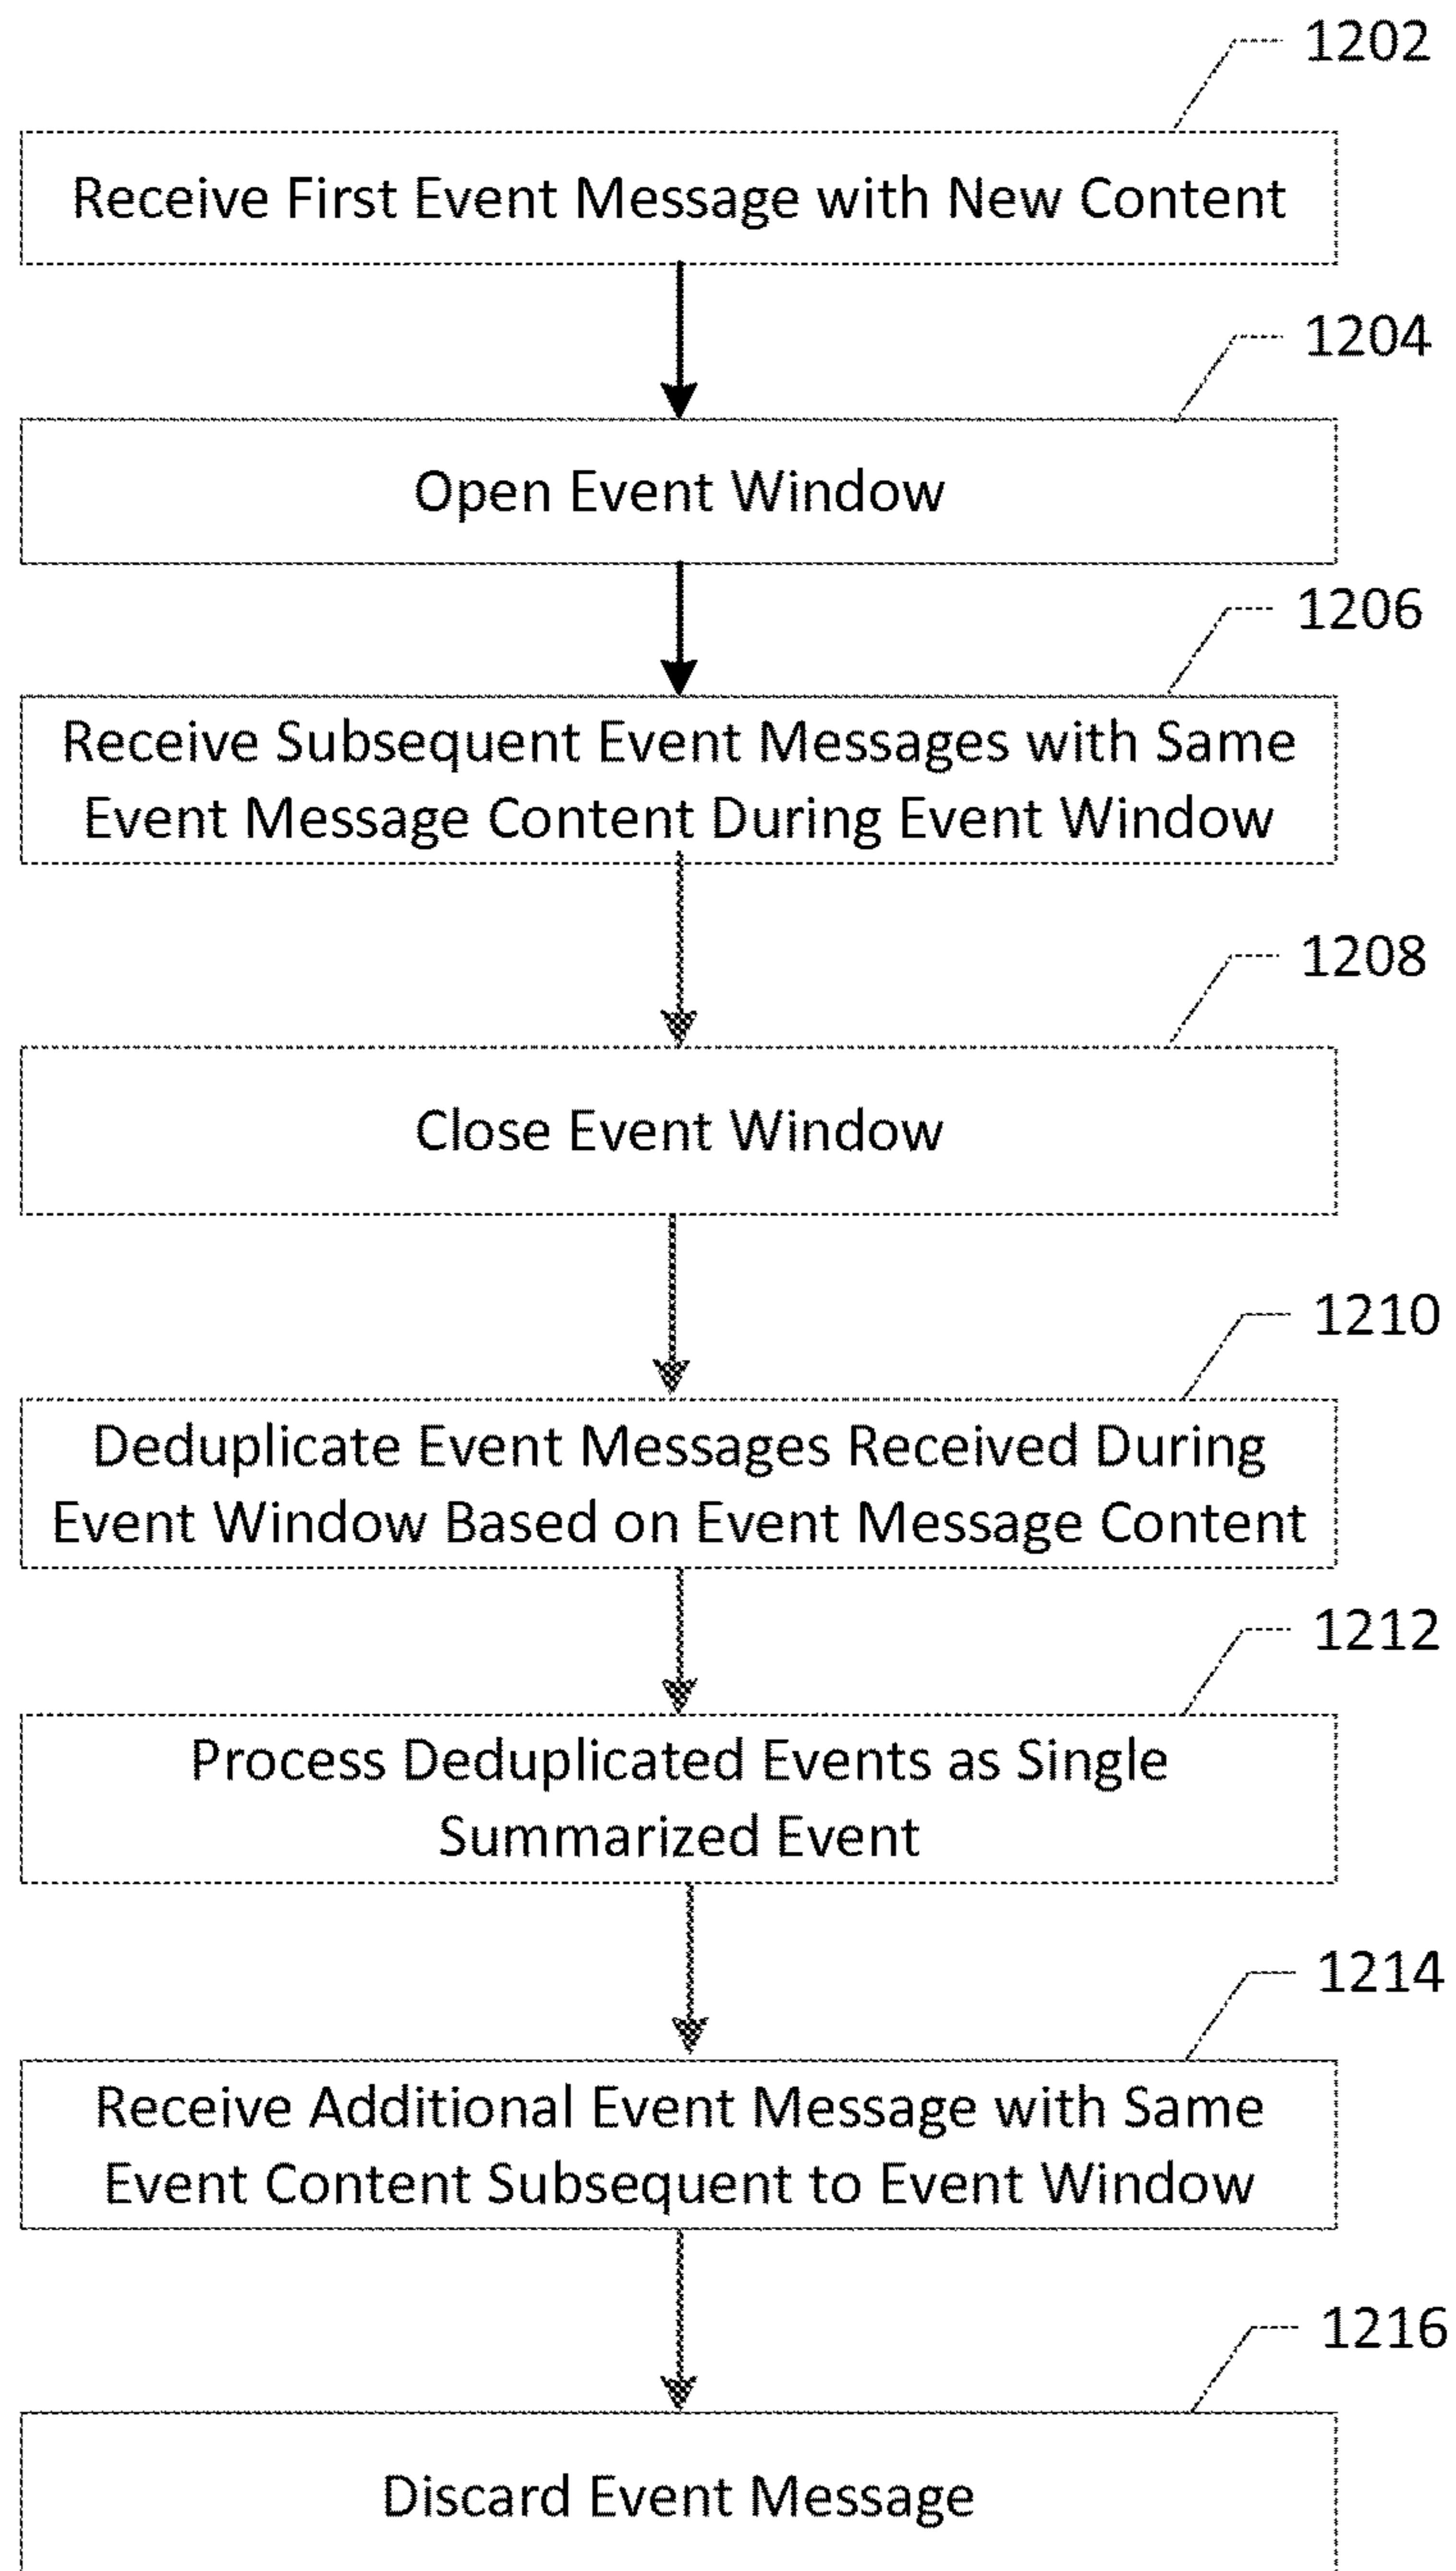 1202
Receive First Event Message with New Content
1204
Open Event Window
1206
Receive Subsequent Event Messages with Same
Event Message Content During Event Window
1208
Close Event Window
1210
Deduplicate Event Messages Received During
Event Window Based on Event Message Content
1212
Process Deduplicated Events as Single
Summarized Event
1214
Receive Additional Event Message with Same
Event Content Subsequent to Event Window
1216
Discard Event Message